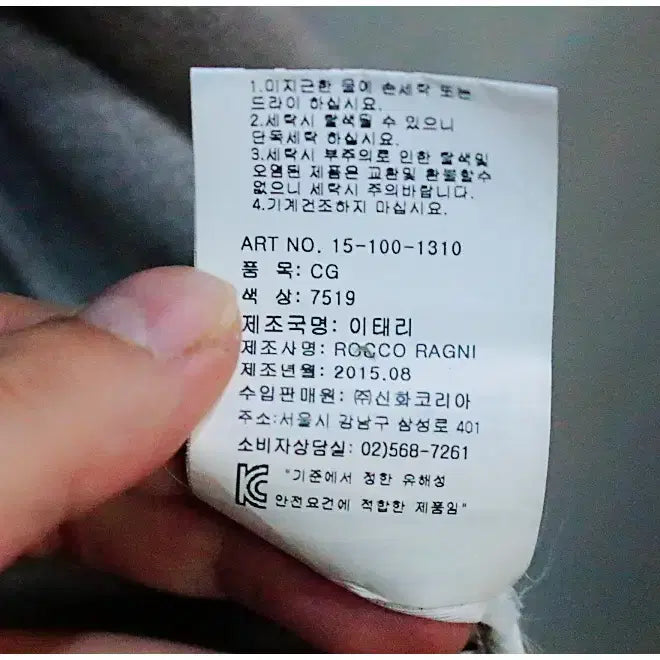 1.미지근한 물에 손세탁 또는
드라이 하십시요.
2.세탁시 탈색될 수 있으니
단독세탁 하십시요.
3.세탁시 부주의로 인한 탈색및
오염된 제품은 교환및 환불할수
없으니 세탁시 주의바랍니다.
4.기계건조하지 마십시요.
ART NO. 15-100-1310
품 목: CG
색 상: 7519
제조국명: 이태리
제조사명: ROCCO RAGNI
제조년월: 2015.08
수입판매원: ㈜신화코리아
주소:서울시 강남구 삼성로 401
소비자상담실: 02)568-7261
KC "기준에서 정한 유해성
안전요건에 적합한 제품임"